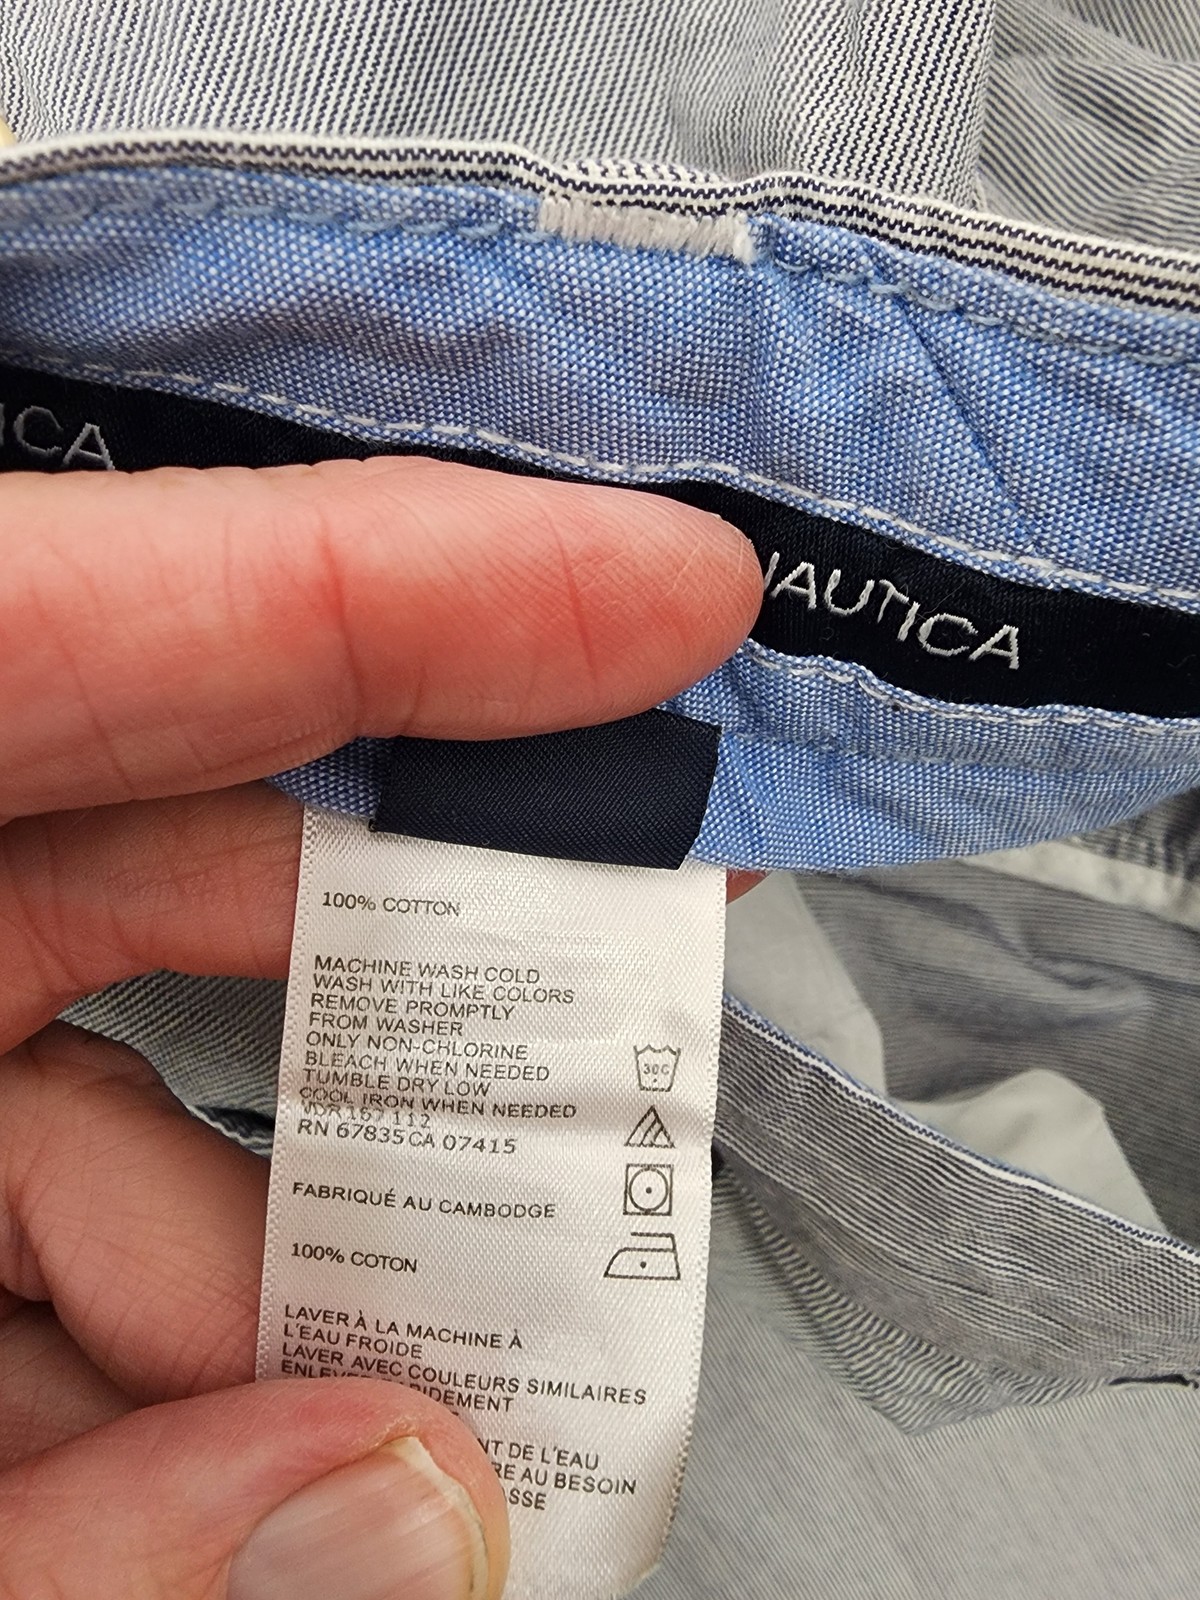 ICA
NAUTICA
100% COTTON
MACHINE WASH COLD
WASH WITH LIKE COLORS
REMOVE PROMPTLY
FROM WASHER
ONLY NON-CHLORINE
BLEACH WHEN NEEDED
TUMBLE DRY LOW
COOL IRON WHEN NEEDED
112
RN 67835 CA 07415
30C
FABRIQUÉ AU CAMBODGE
100% COTON
LAVER À LA MACHINE À
L'EAU FROIDE
LAVER AVEC COULEURS SIMILAIRES
DE L'EAU
AU BESOIN